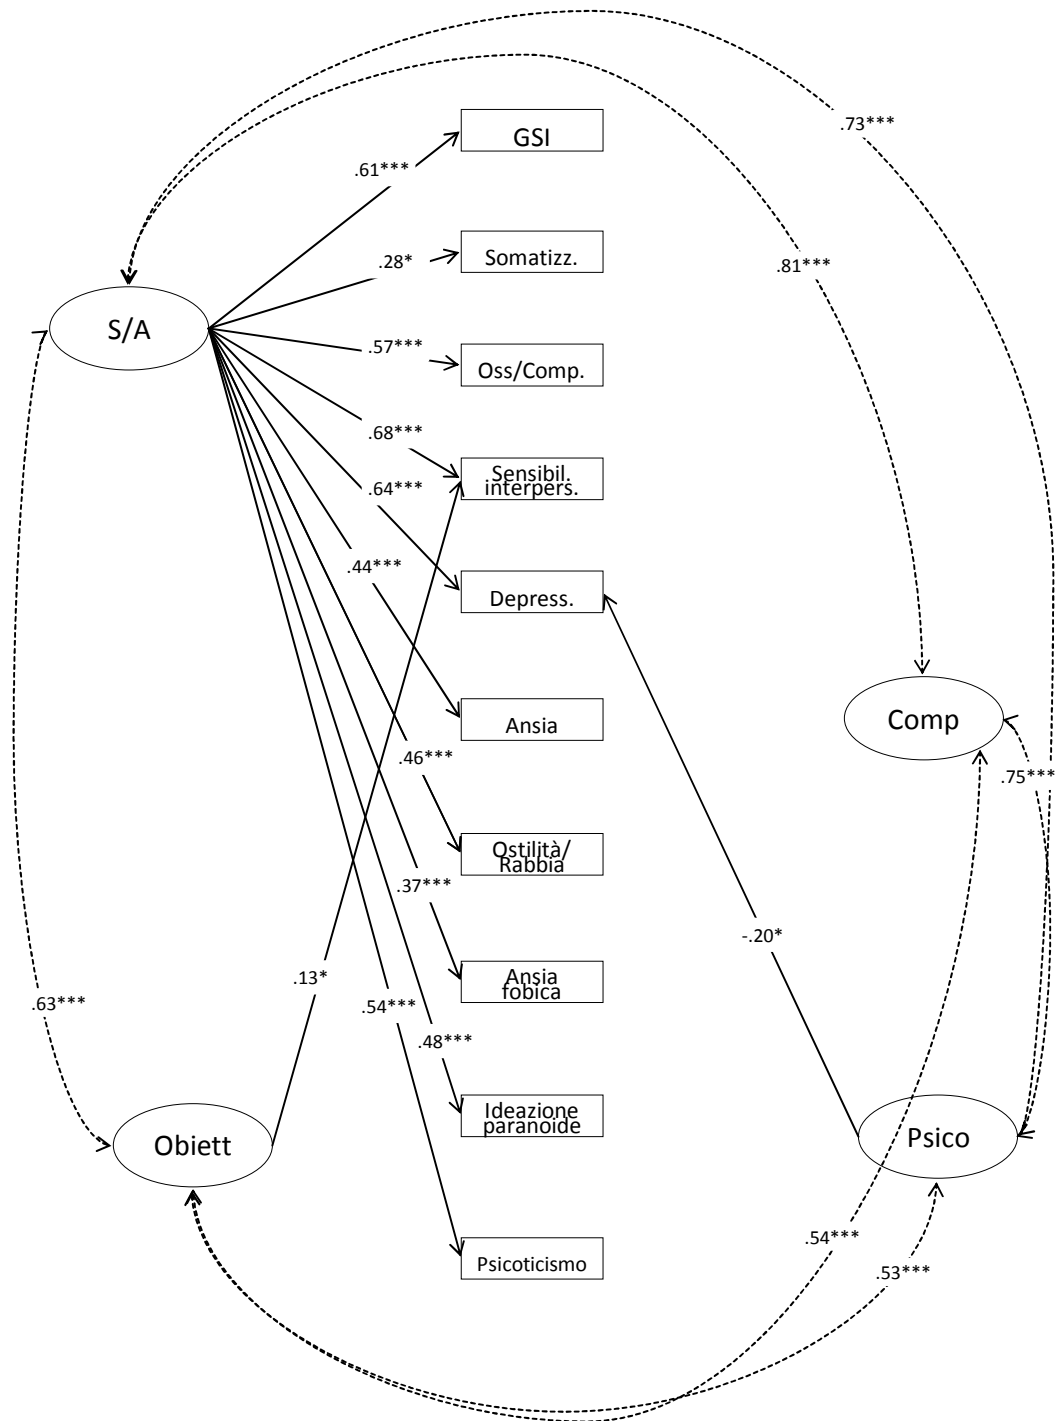 .73***
GSI
.61***
Somatizz.
.28*
.81***
S/A
.57***
Oss/Comp.
.68***
Sensibil.
interpers.
.64***
.44***
Depress.
Comp
Ansia
.46***
.75***
Ostilità/
Rabbia
.37***
-.20*
.13*
Ansia
fobica
.63***
.54***
.48***
Ideazione
paranoide
Obiett
Psico
.54***
Psicoticismo
.53***